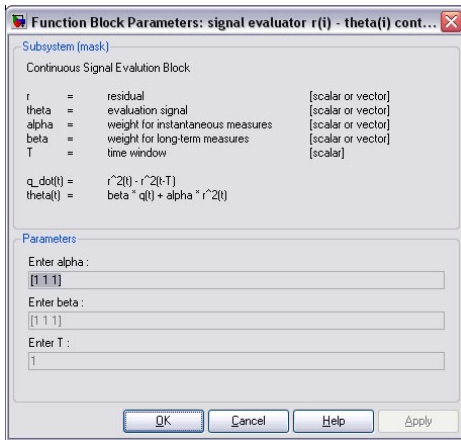 Function Block Parameters: signal evaluator r(i) - theta(i) cont...
Subsystem (mask)
Continuous Signal Evalution Block
r = residual [scalar or vector]
theta = evaluation signal [scalar or vector]
alpha = weight for instantaneous measures [scalar or vector]
beta = weight for long-term measures [scalar or vector]
T = time window [scalar]
q_dot(t) = r^2(t) - r^2(t-T)
theta(t) = beta * q(t) + alpha * r^2(t)
Parameters
Enter alpha :
[1 1 1]
Enter beta :
[1 1 1]
Enter T :
1
OK Cancel Help Apply